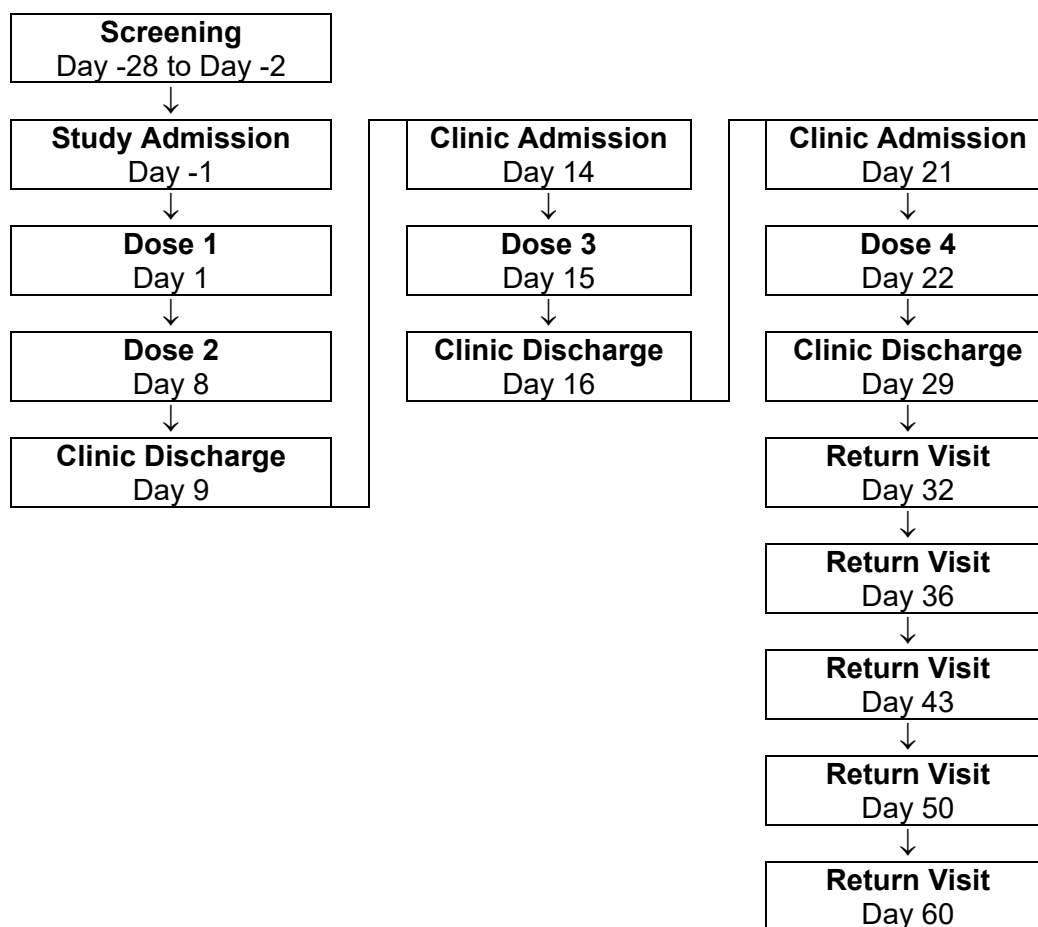 Screening
Day -28 to Day -2
Study Admission
Day -1
Dose 1
Day 1
Dose 2
Day 8
Clinic Discharge
Day 9
Clinic Admission
Day 14
Dose 3
Day 15
Clinic Discharge
Day 16
Clinic Admission
Day 21
Dose 4
Day 22
Clinic Discharge
Day 29
Return Visit
Day 32
Return Visit
Day 36
Return Visit
Day 43
Return Visit
Day 50
Return Visit
Day 60